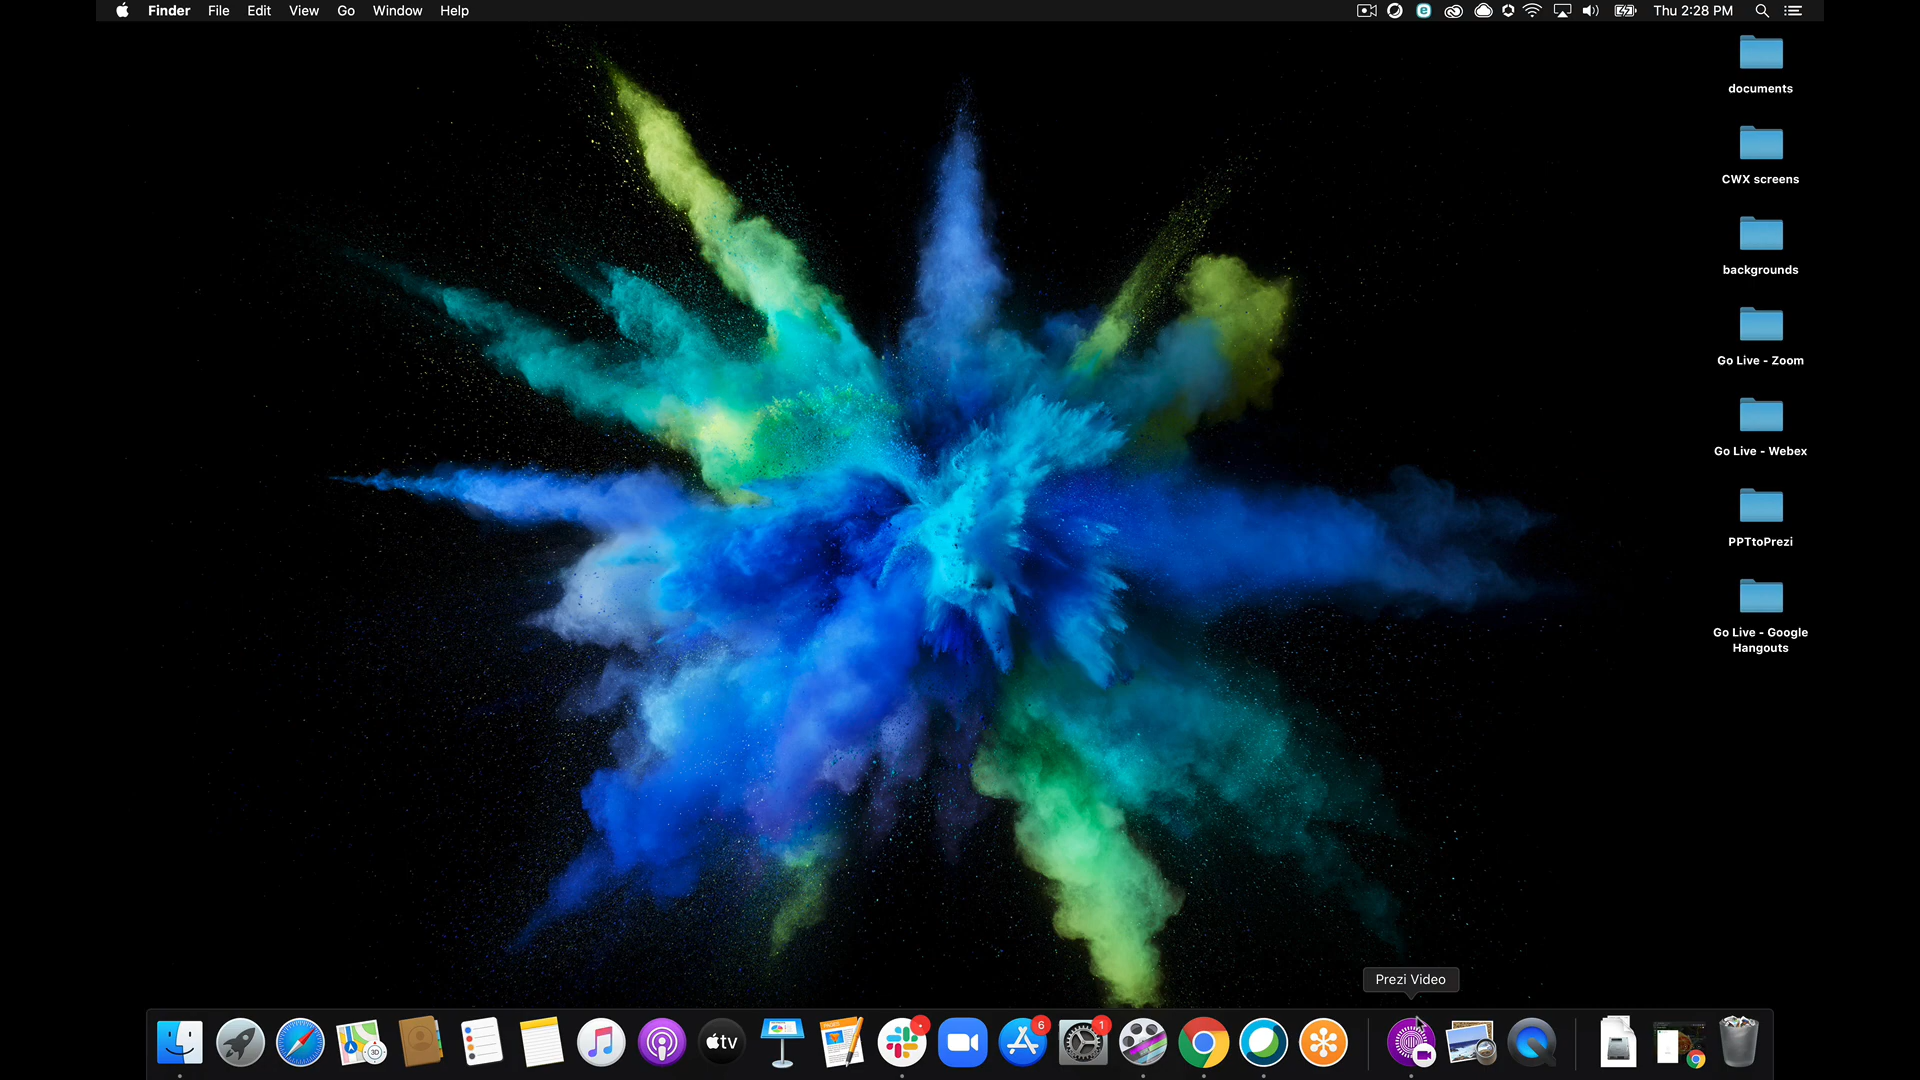 Finder File Edit View Go Window Help Thu 2:28 PM
documents
CWX screens
backgrounds
Go Live - Zoom
Go Live - Webex
PPTtoPrezi
Go Live - Google
Hangouts
Prezi Video
6
1
tv
3D